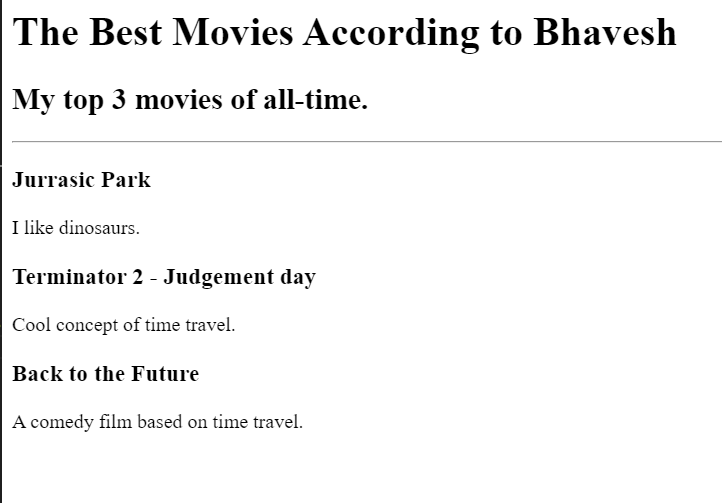 The Best Movies According to Bhavesh
My top 3 movies of all-time.
Jurrasic Park
I like dinosaurs.
Terminator 2 - Judgement day
Cool concept of time travel.
Back to the Future
A comedy film based on time travel.